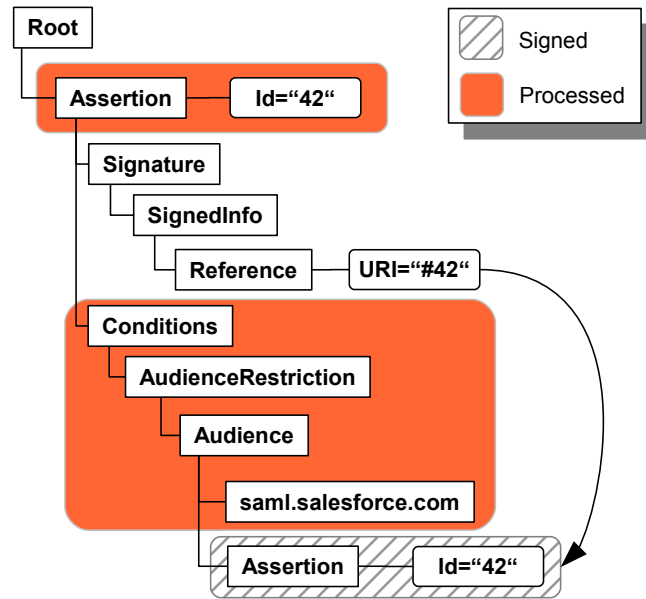 Root
Signed
Assertion
Id=“42“
Processed
Signature
SignedInfo
Reference
URI=“#42“
Conditions
AudienceRestriction
Audience
saml.salesforce.com
Assertion
Id=“42“